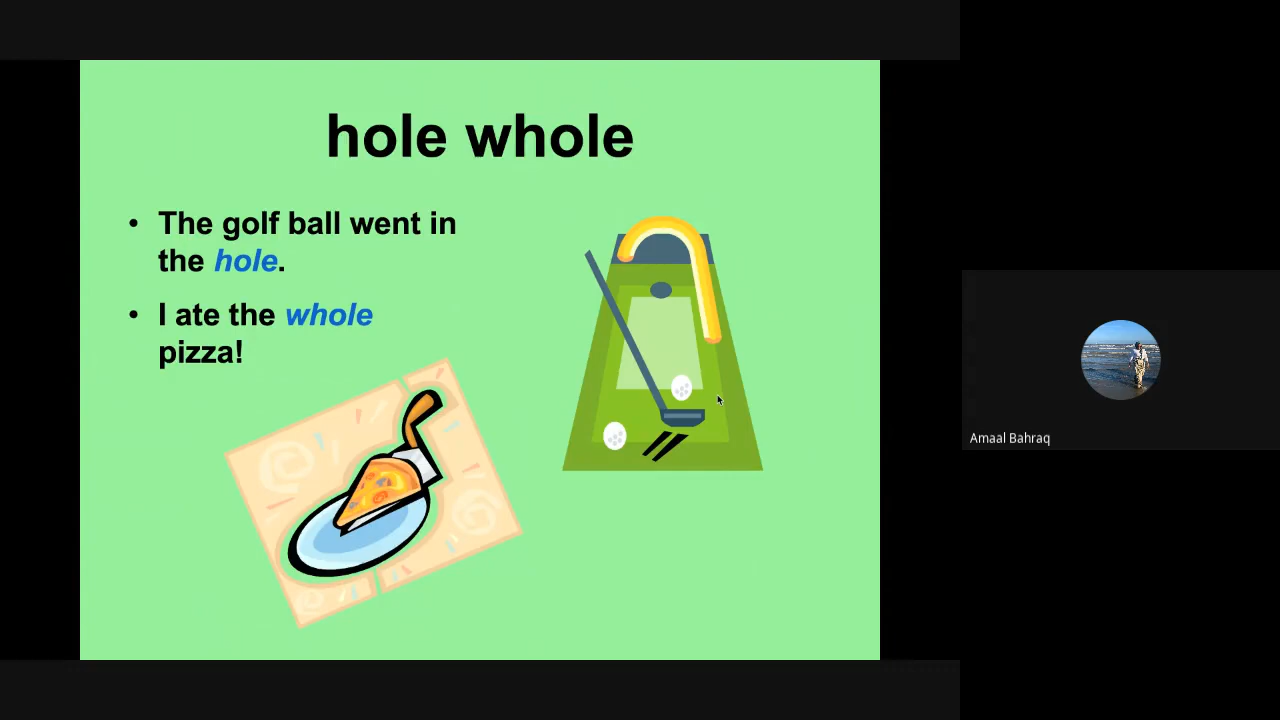 hole whole
• The golf ball went in
the hole.
• I ate the whole
pizza!
Amaal Bahraq